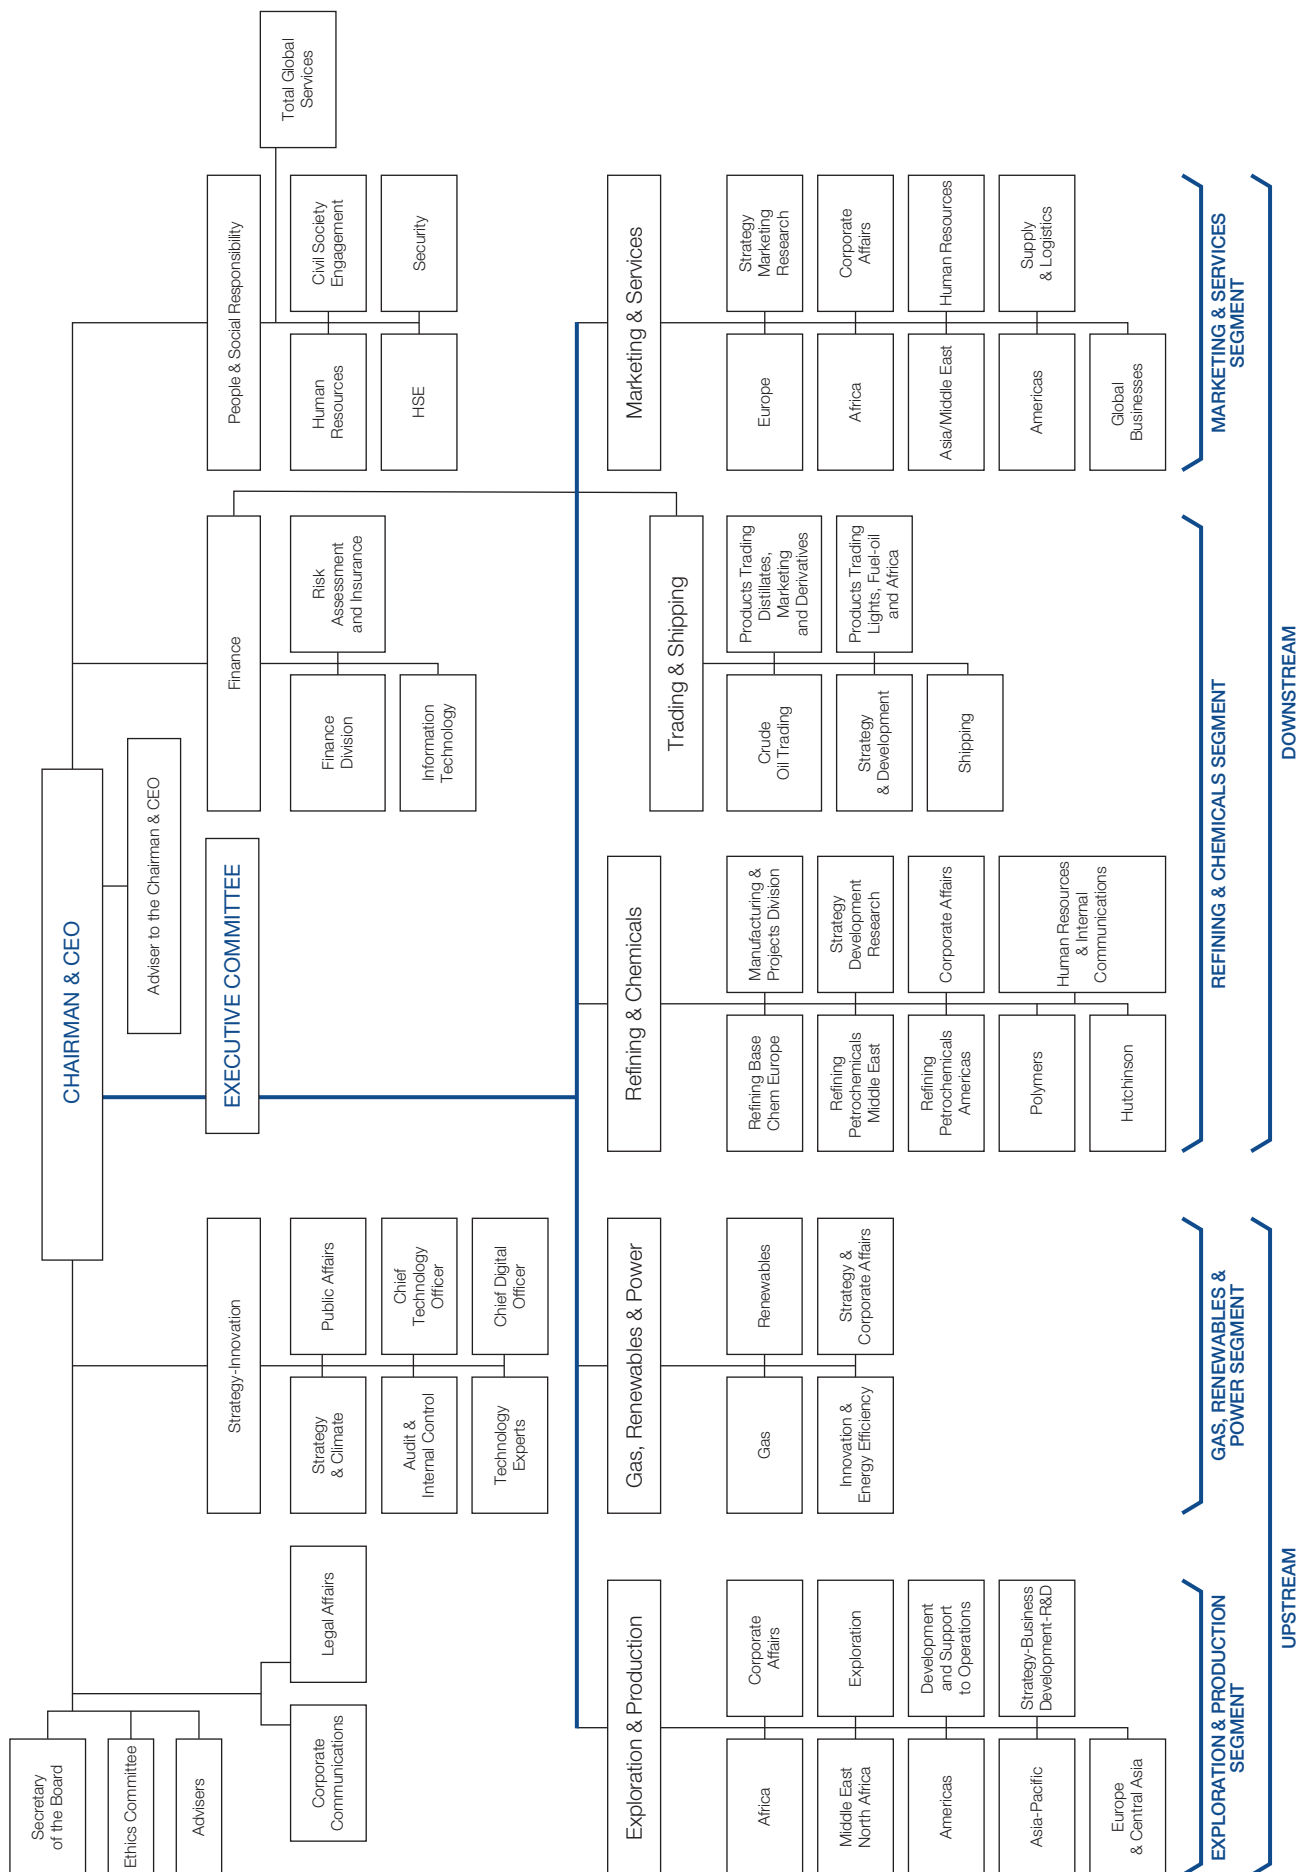 CHAIRMAN & CEO
Adviser to the Chairman & CEO
EXECUTIVE COMMITTEE
Secretary
of the Board
Ethics Committee
Advisers
Corporate
Communications
Legal Affairs
Strategy-Innovation
Strategy
& Climate
Public Affairs
Audit &
Internal Control
Chief
Technology
Officer
Technology
Experts
Chief Digital
Officer
Finance
Finance
Division
Risk
Assessment
and Insurance
Information
Technology
People & Social Responsibility
Human
Resources
Civil Society
Engagement
HSE
Security
Total Global
Services
Exploration & Production
Africa
Corporate
Affairs
Middle East
North Africa
Exploration
Americas
Development
and Support
to Operations
Asia-Pacific
Strategy-Business
Development-R&D
Europe
& Central Asia
Gas, Renewables & Power
Gas
Renewables
Innovation &
Energy Efficiency
Strategy &
Corporate Affairs
Refining & Chemicals
Refining Base
Chem Europe
Manufacturing &
Projects Division
Refining
Petrochemicals
Middle East
Strategy
Development
Research
Refining
Petrochemicals
Americas
Corporate Affairs
Polymers
Human Resources
& Internal
Communications
Hutchinson
Trading & Shipping
Crude
Oil Trading
Products Trading
Distillates,
Marketing
and Derivatives
Strategy
& Development
Products Trading
Lights, Fuel-oil
and Africa
Shipping
Marketing & Services
Europe
Strategy
Marketing
Research
Africa
Corporate
Affairs
Asia/Middle East
Human Resources
Americas
Supply
& Logistics
Global
Businesses
EXPLORATION & PRODUCTION
SEGMENT
GAS, RENEWABLES &
POWER SEGMENT
REFINING & CHEMICALS SEGMENT
MARKETING & SERVICES
SEGMENT
UPSTREAM
DOWNSTREAM